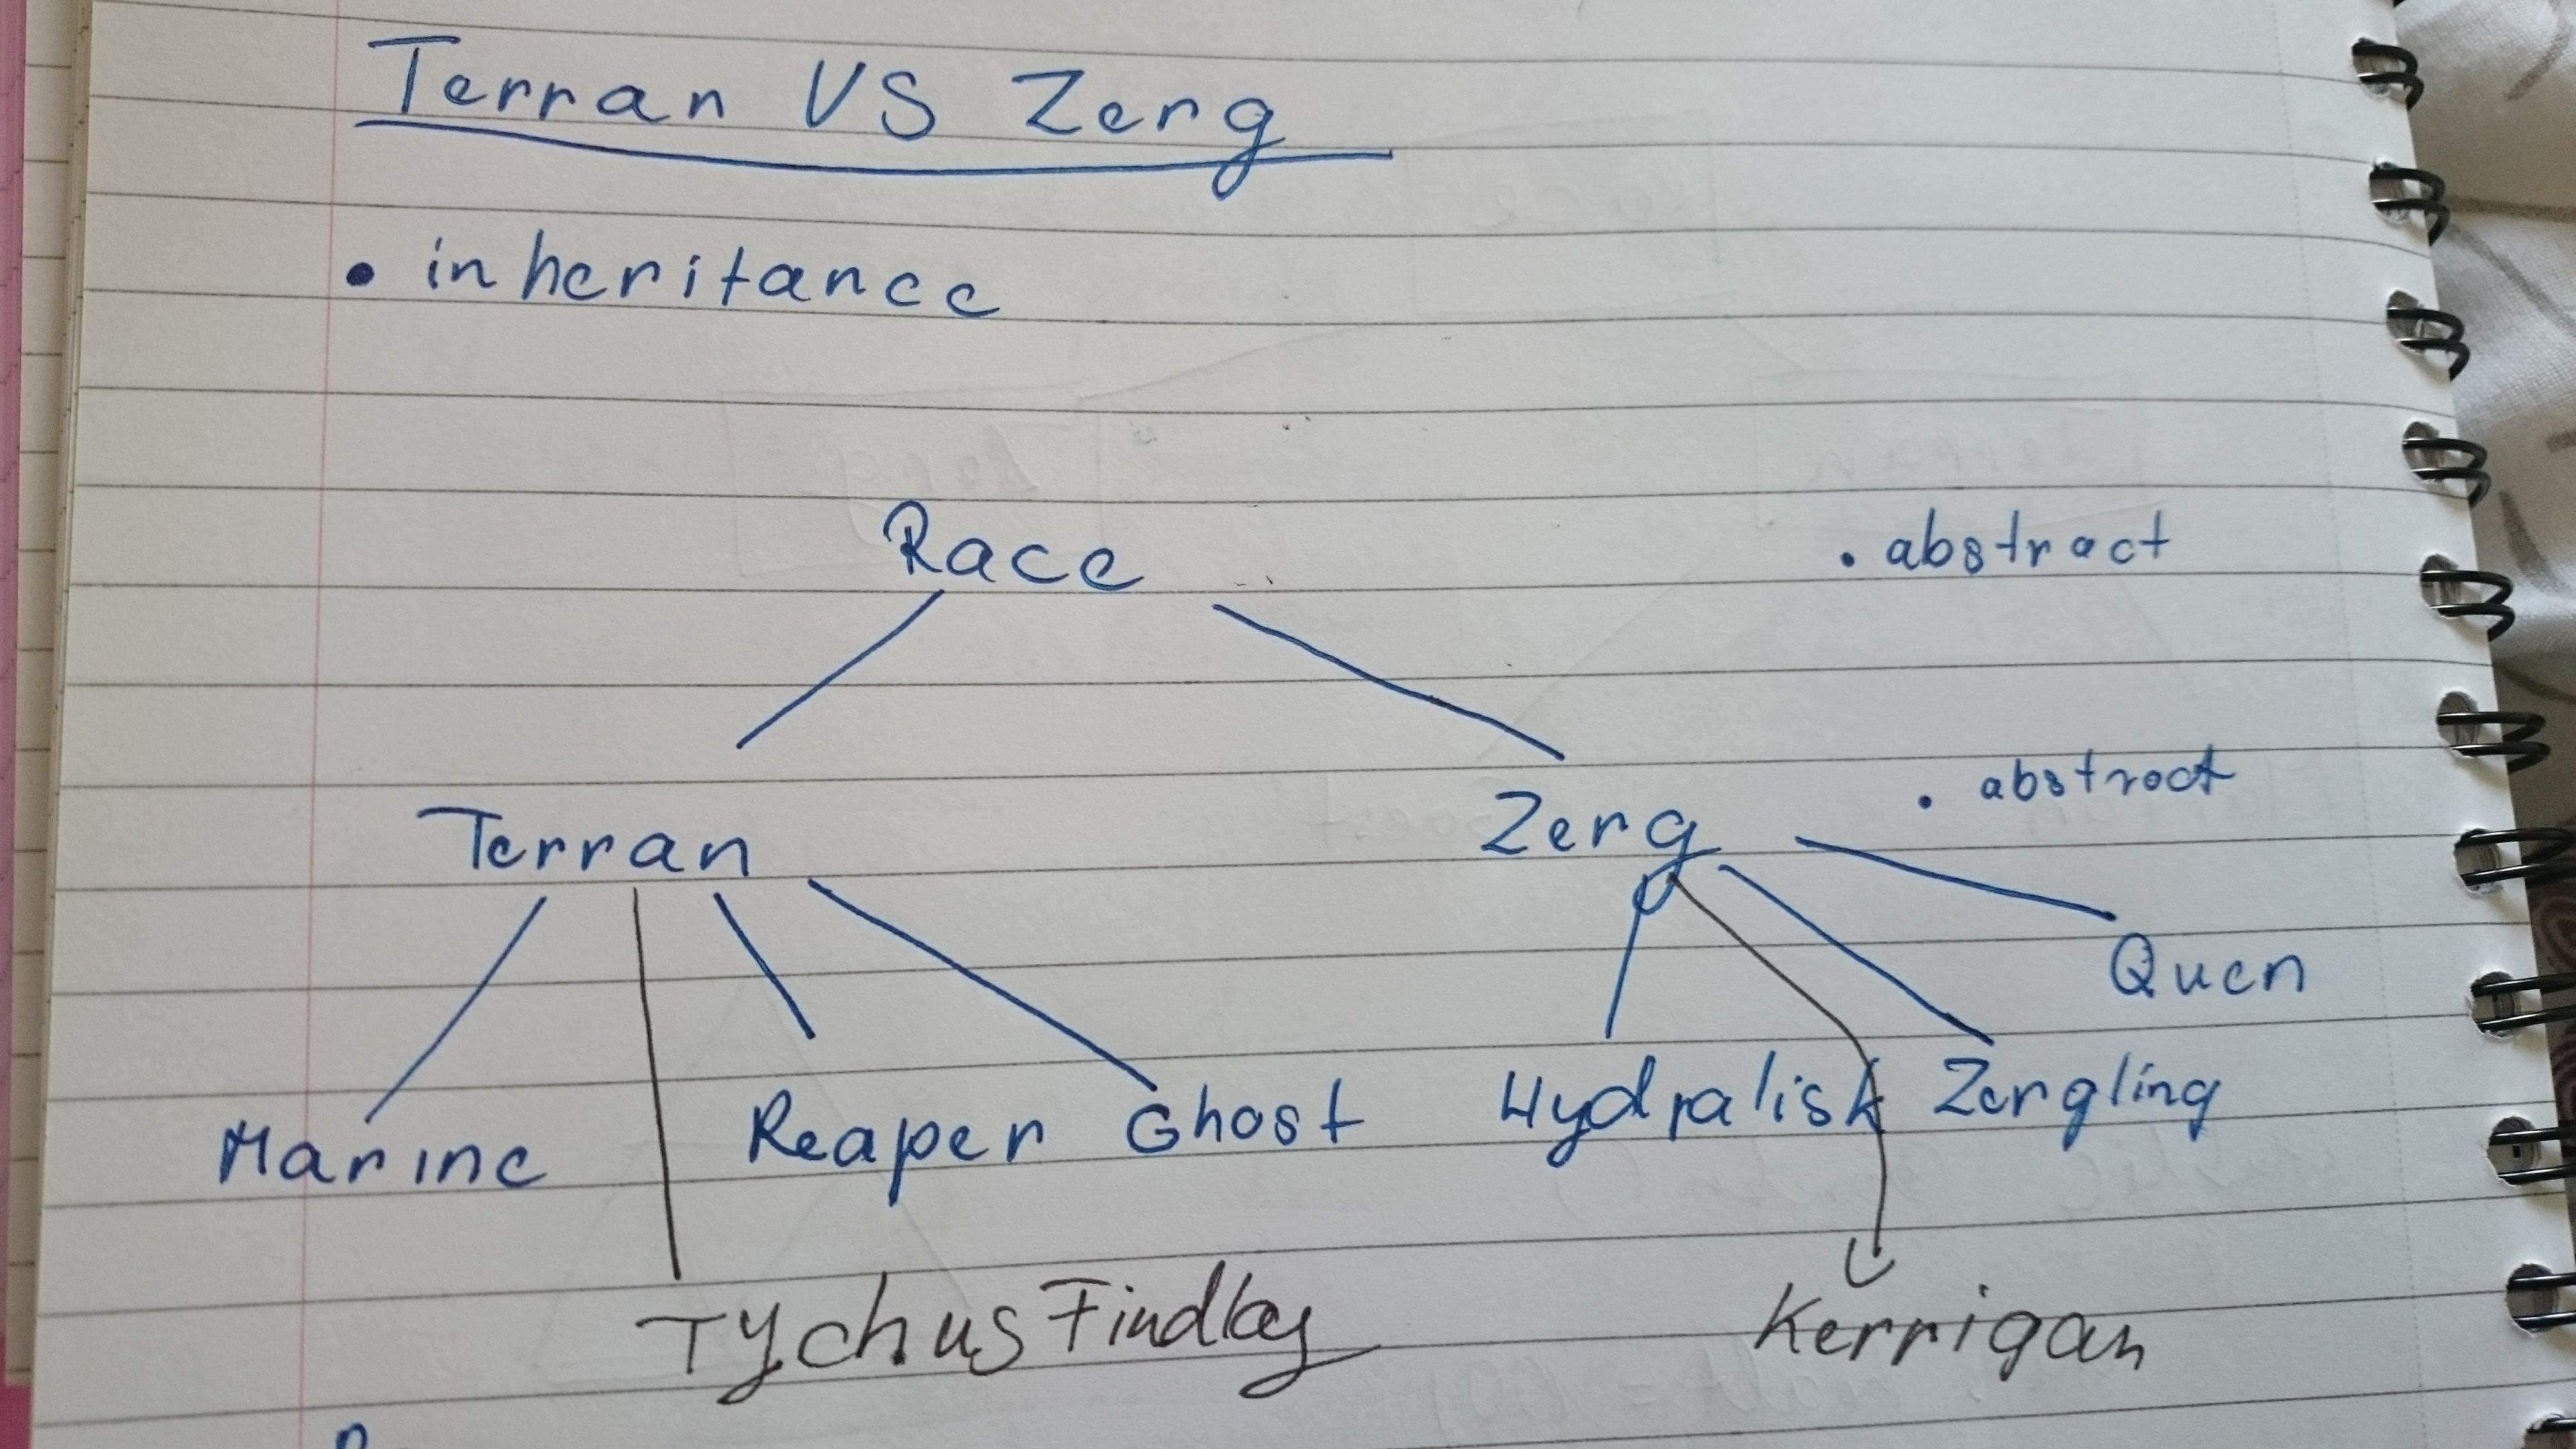 Terran VS Zerg
• inheritance
Race • abstract
Terran Zerg • abstract
Quen
Marine Reaper Ghost Hydralisk Zergling
Tychus Findlay Kerrigan